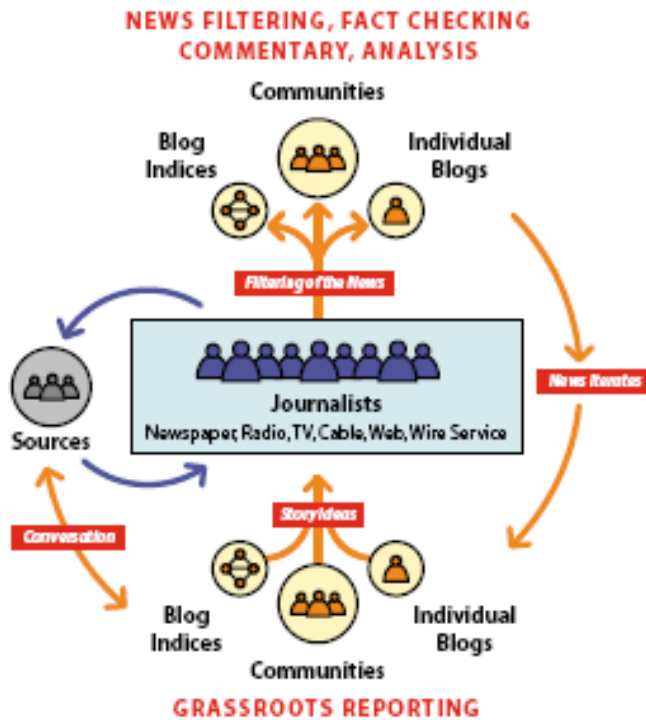 NEWS FILTERING, FACT CHECKING
COMMENTARY, ANALYSIS
Communities
Blog
Indices
Individual
Blogs
Filtering of the News
Journalists
Newspaper, Radio, TV, Cable, Web, Wire Service
Sources
News Iterates
Story Ideas
Conversation
Blog
Indices
Individual
Blogs
Communities
GRASSROOTS REPORTING